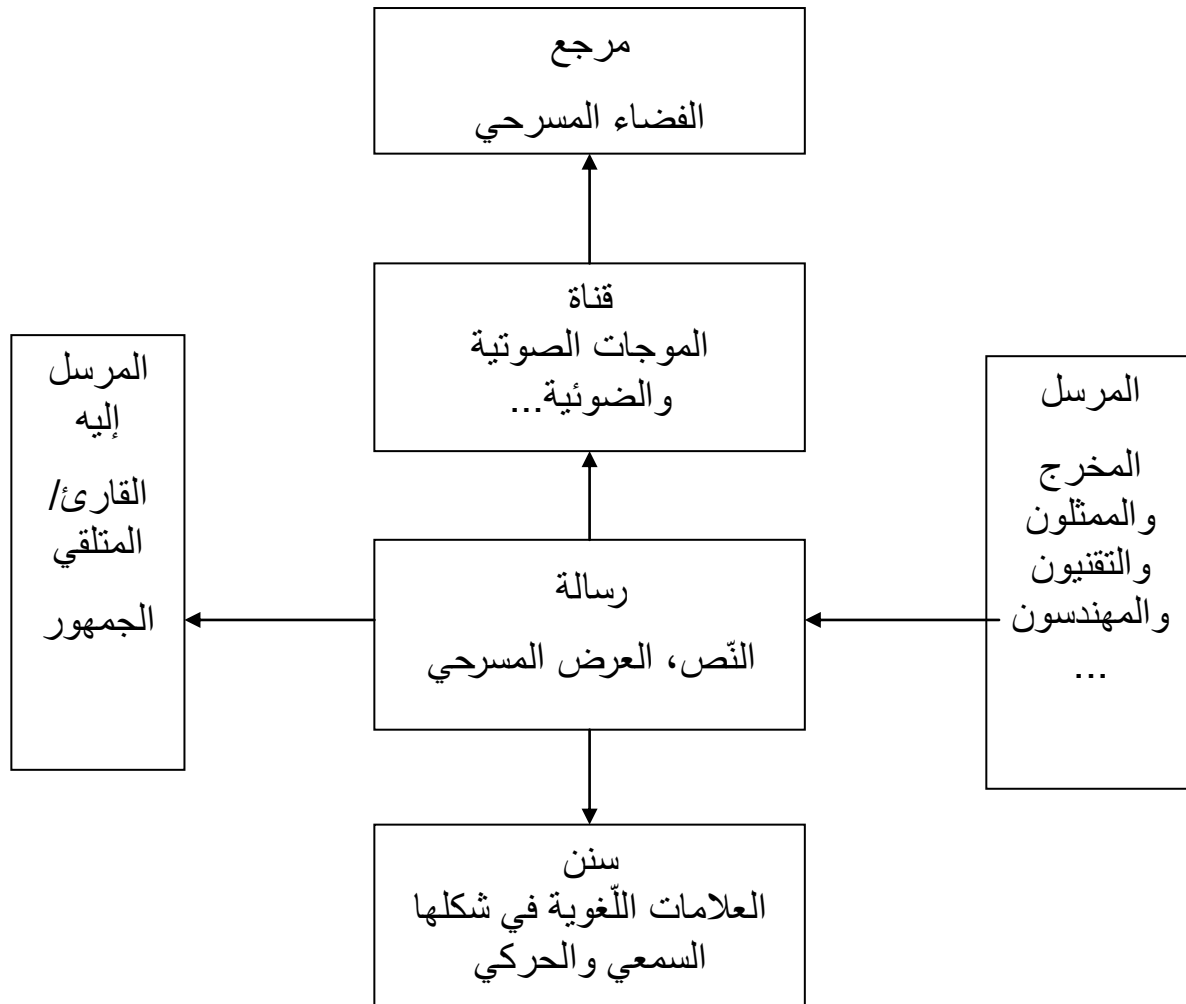 مرجع
الفضاء المسرحي
قناة
الموجات الصوتية
والضوئية...
المرسل
المخرج
والممثلون
والتقنيون
والمهندسون
...
رسالة
النّص، العرض المسرحي
المرسل
إليه
القارئ/
المتلقي
الجمهور
سنن
العلامات اللّغوية في شكلها
السمعي والحركي